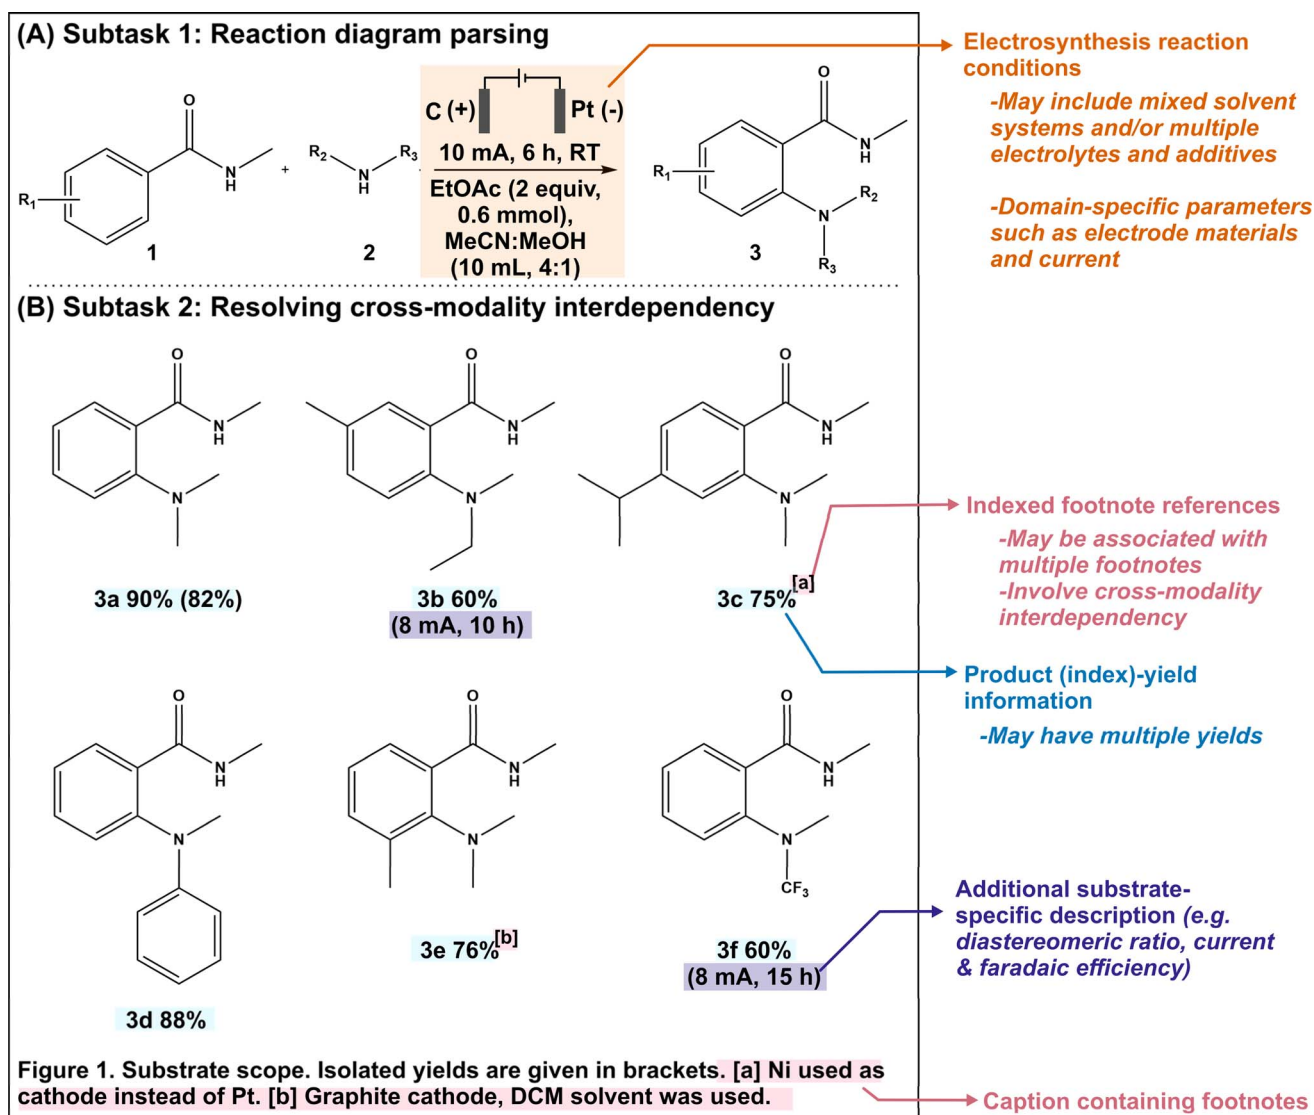 (A) Subtask 1: Reaction diagram parsing
O
N
H
R1
1
+
R2
R3
N
H
2
C (+)
Pt (-)
10 mA, 6 h, RT
EtOAc (2 equiv,
0.6 mmol),
MeCN:MeOH
(10 mL, 4:1)
O
N
H
R1
N
R2
R3
3
Electrosynthesis reaction
conditions
-May include mixed solvent
systems and/or multiple
electrolytes and additives
-Domain-specific parameters
such as electrode materials
and current
(B) Subtask 2: Resolving cross-modality interdependency
O
N
H
N
3a 90% (82%)
O
N
H
N
3b 60%
(8 mA, 10 h)
O
N
H
N
3c 75%[a]
Indexed footnote references
-May be associated with
multiple footnotes
-Involve cross-modality
interdependency
Product (index)-yield
information
-May have multiple yields
O
N
H
N
3d 88%
O
N
H
N
3e 76%[b]
O
N
H
N
CF3
3f 60%
(8 mA, 15 h)
Additional substrate-
specific description (e.g.
diastereomeric ratio, current
& faradaic efficiency)
Figure 1. Substrate scope. Isolated yields are given in brackets. [a] Ni used as
cathode instead of Pt. [b] Graphite cathode, DCM solvent was used.
Caption containing footnotes